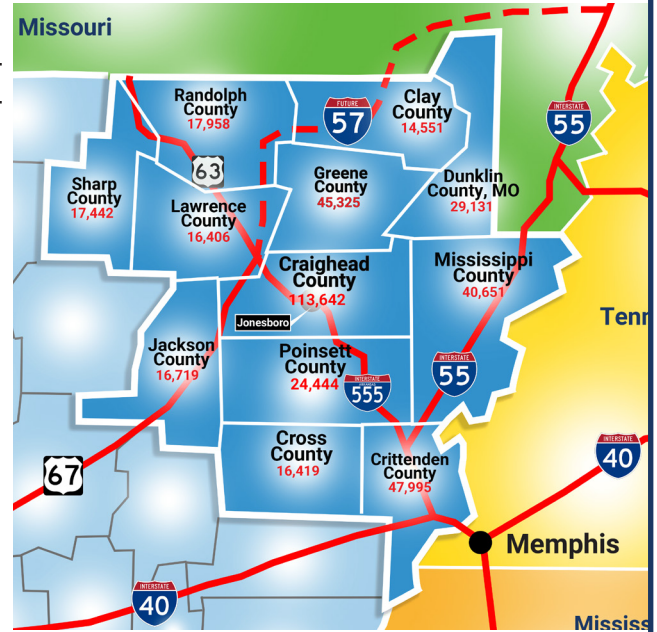 Missouri
Randolph
County
17,958
Clay
County
14,551
FUTURE
57
INTERSTATE
55
63
Sharp
County
17,442
Lawrence
County
16,406
Greene
County
45,325
Dunklin
County, MO
29,131
Craighead
County
113,642
Jonesboro
Mississippi
County
40,651
Tenn
Jackson
County
16,719
Poinsett
County
24,444
INTERSTATE
555
INTERSTATE
55
Cross
County
16,419
Crittenden
County
47,995
67
INTERSTATE
40
Memphis
INTERSTATE
40
Mississ